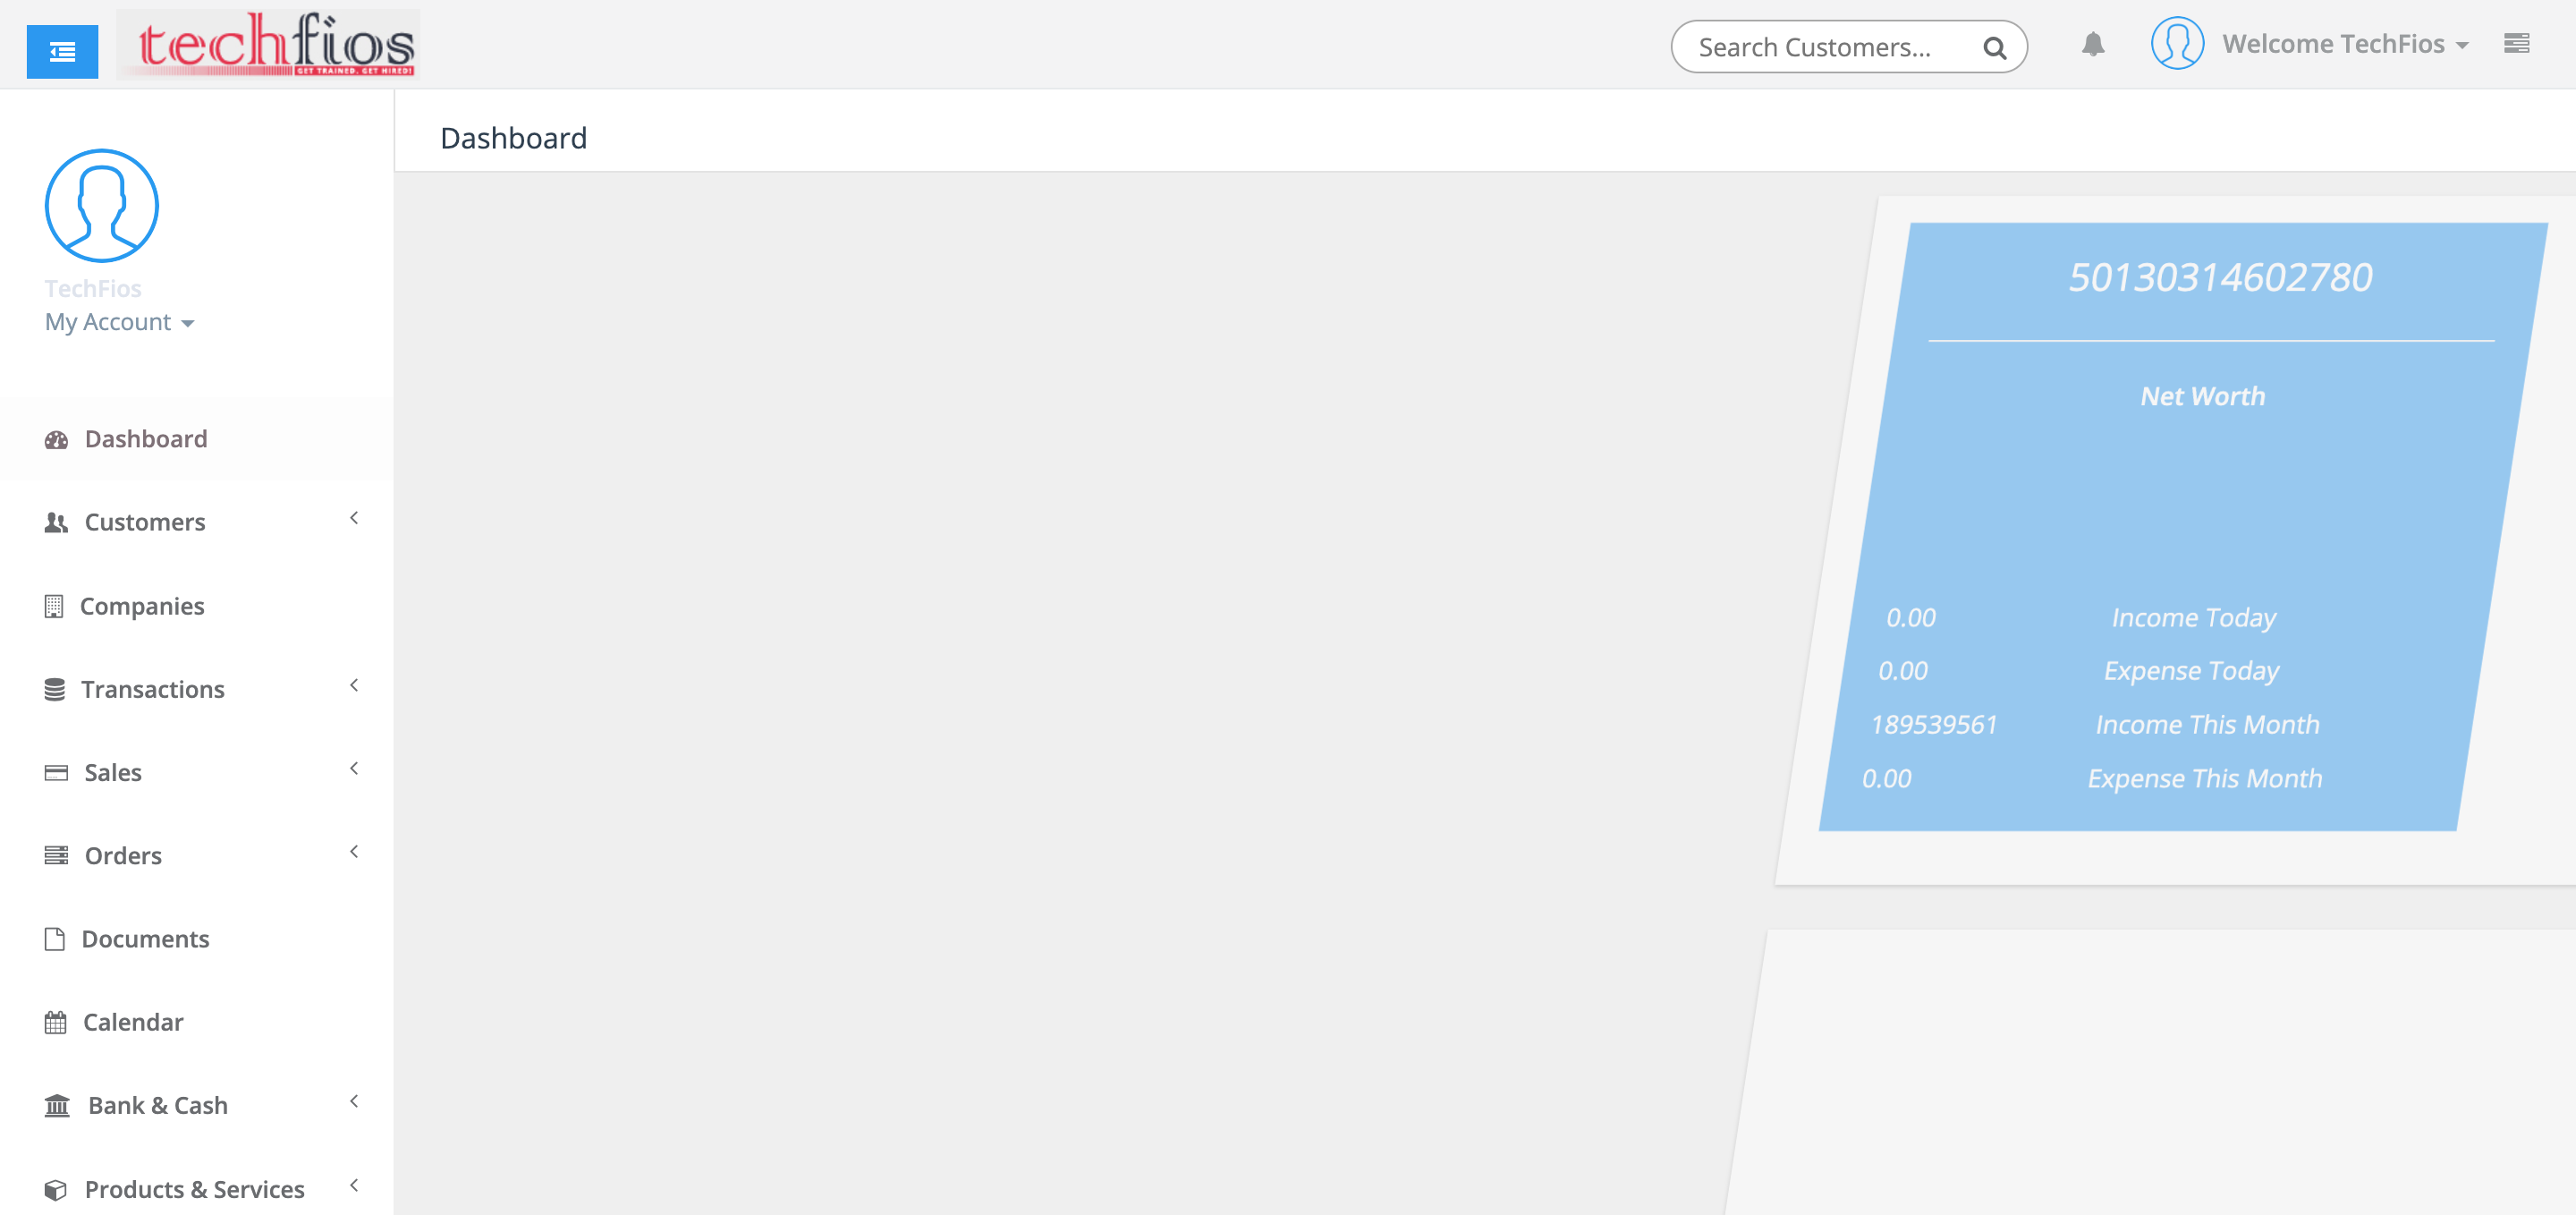 techfios
GET TRAINED. GET HIRED!
Search Customers...
Welcome TechFios
Dashboard
TechFios
My Account
Dashboard
Customers
Companies
Transactions
Sales
Orders
Documents
Calendar
Bank & Cash
Products & Services
50130314602780
Net Worth
0.00 Income Today
0.00 Expense Today
189539561 Income This Month
0.00 Expense This Month